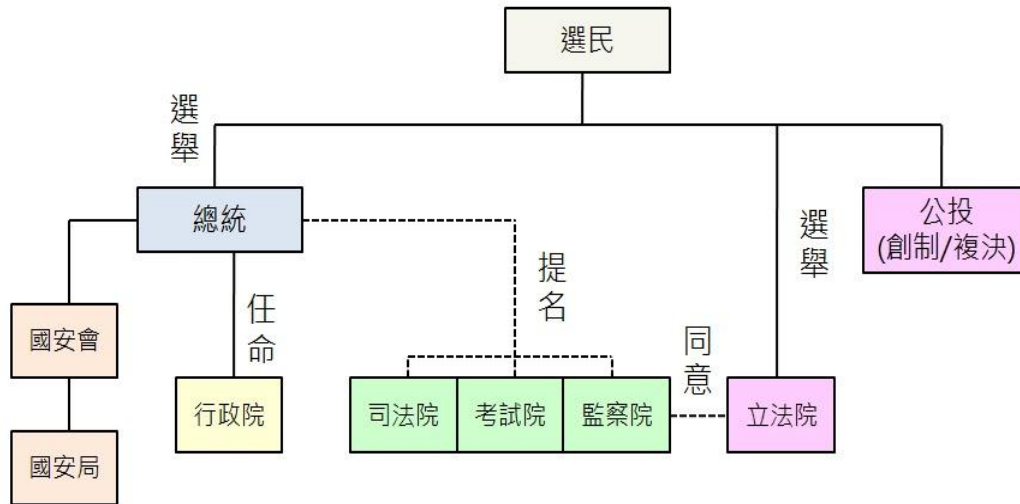 選民
選舉
總統
選舉
公投
(創制/複決)
提名
任命
國安會
同意
行政院
司法院
考試院
監察院
立法院
國安局